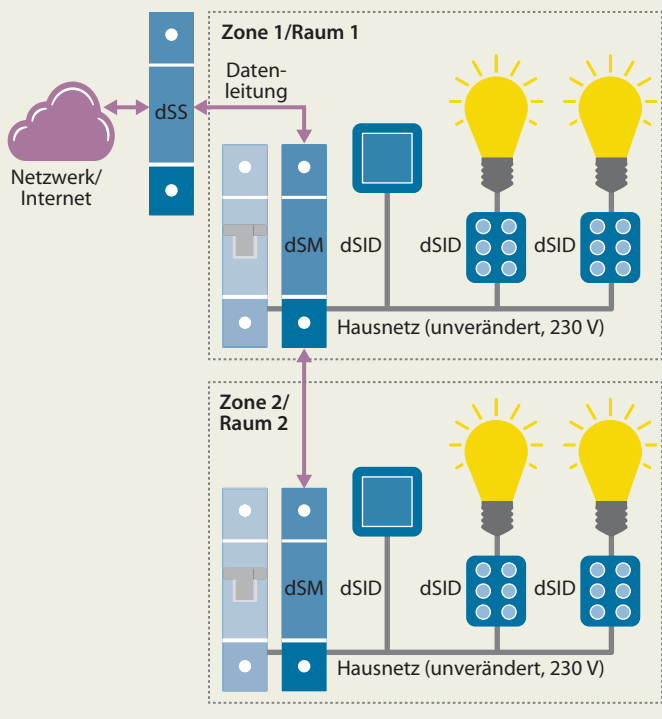 Zone 1/Raum 1
Daten-
leitung
dSS
Netzwerk/
Internet
dSM
dSID
dSID
dSID
Hausnetz (unverändert, 230 V)
Zone 2/
Raum 2
dSM
dSID
dSID
dSID
Hausnetz (unverändert, 230 V)